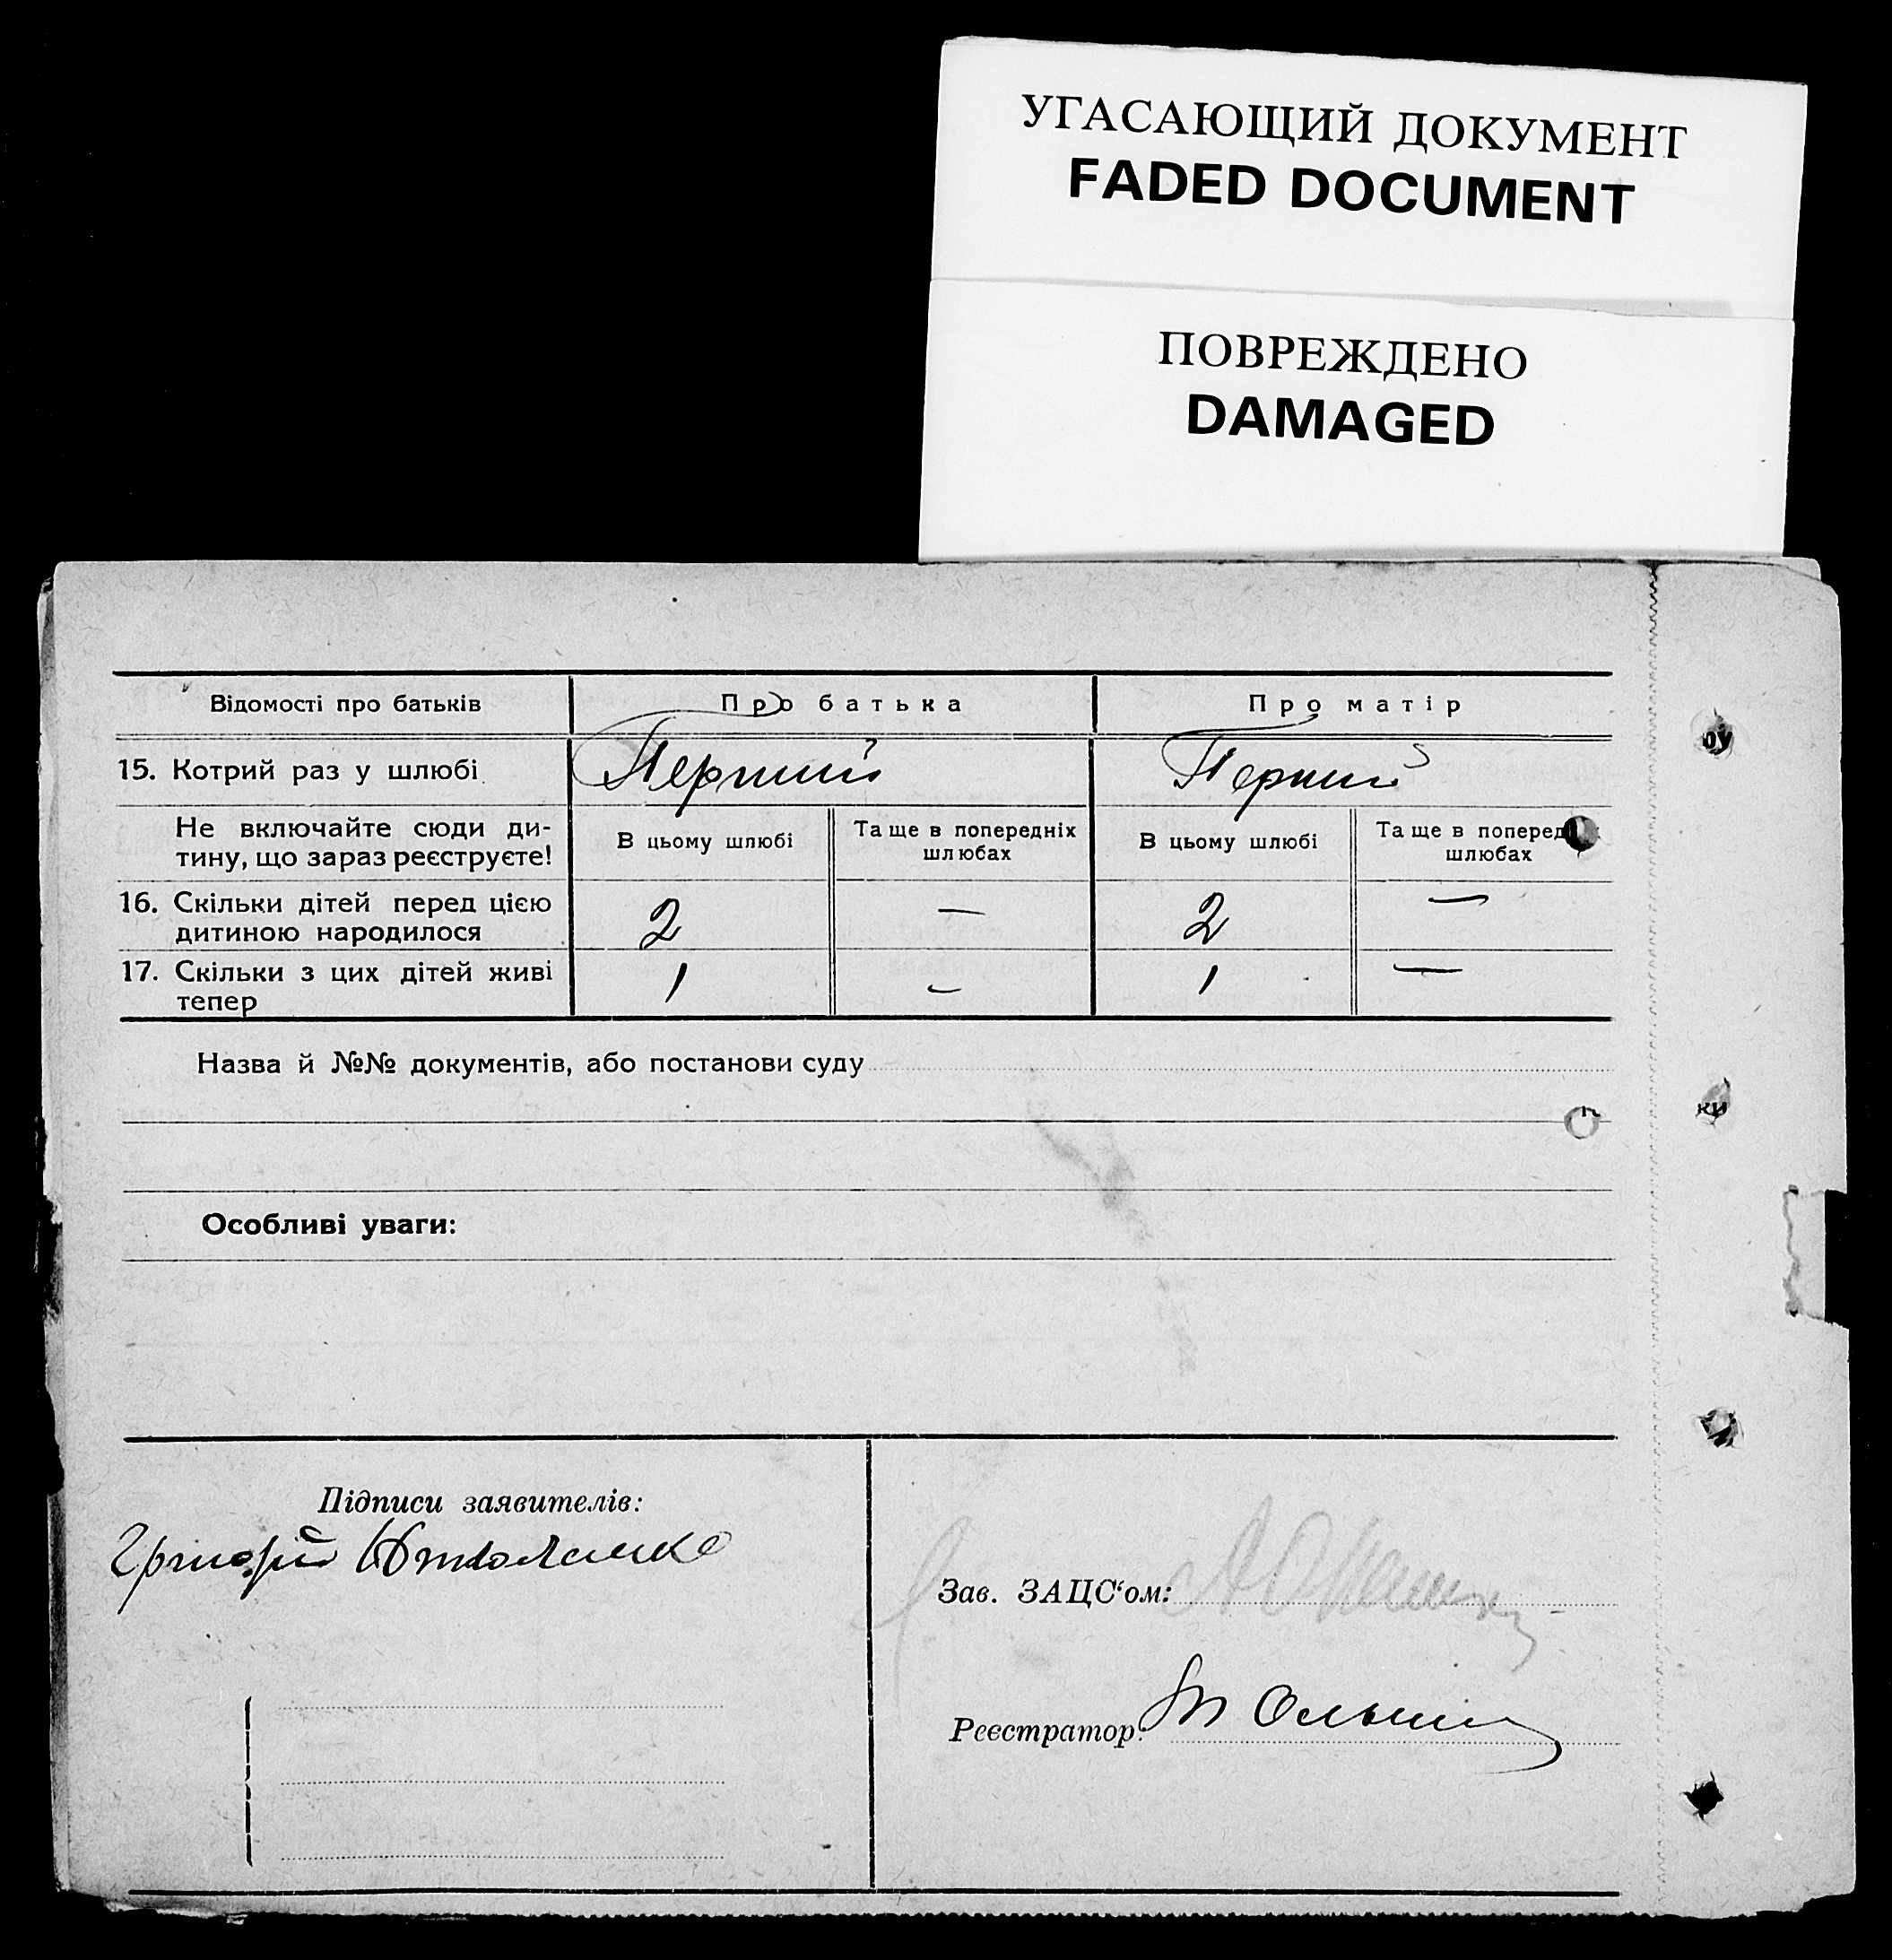 УГАСАЮЩИЙ ДОКУМЕНТ
FADED DOCUMENT
ПОВРЕЖДЕНО
DAMAGED
Відомості про батьків
Про батька
Про матір
15. Котрий раз у шлюбі
Перший
Перший
Не включайте сюди ди-
тину, що зараз реєструєте!
В цьому шлюбі
Та ще в попередніх
шлюбах
В цьому шлюбі
Та ще в поперед
шлюбах
16. Скільки дітей перед цією
дитиною народилося
2
—
2
—
17. Скільки з цих дітей живі
тепер
1
—
1
—
Назва й №№ документів, або постанови суду
Особливі уваги:
Підписи заявителів:
Григорій
Зав. ЗАЦС‘ом:
Реєстратор:
ки